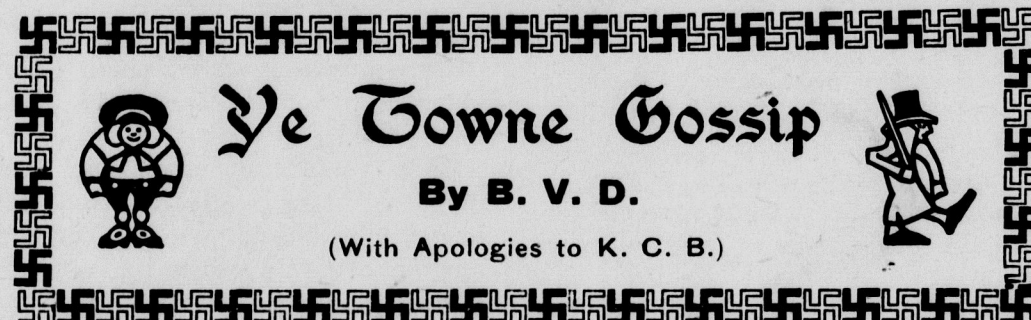 Ye Towne Gossip
By B. V. D.
(With Apologies to K. C. B.)